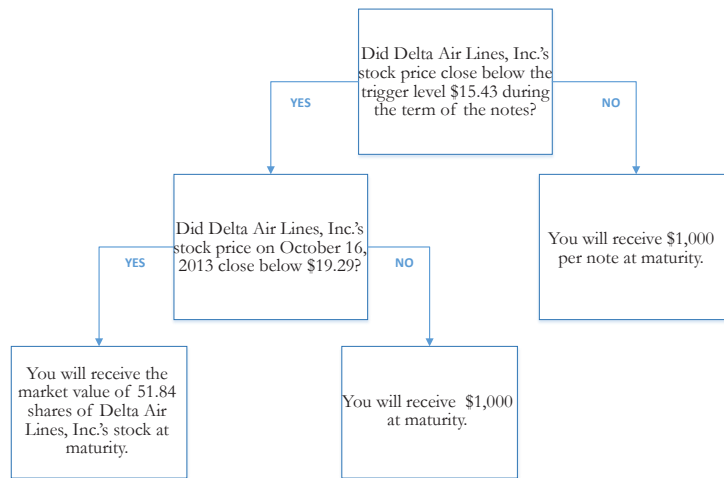 Did Delta Air Lines, Inc.'s
stock price close below the
trigger level $15.43 during
the term of the notes?
YES
NO
Did Delta Air Lines, Inc.'s
stock price on October 16,
2013 close below $19.29?
You will receive $1,000
per note at maturity.
YES
NO
You will receive the
market value of 51.84
shares of Delta Air
Lines, Inc.'s stock at
maturity.
You will receive $1,000
at maturity.